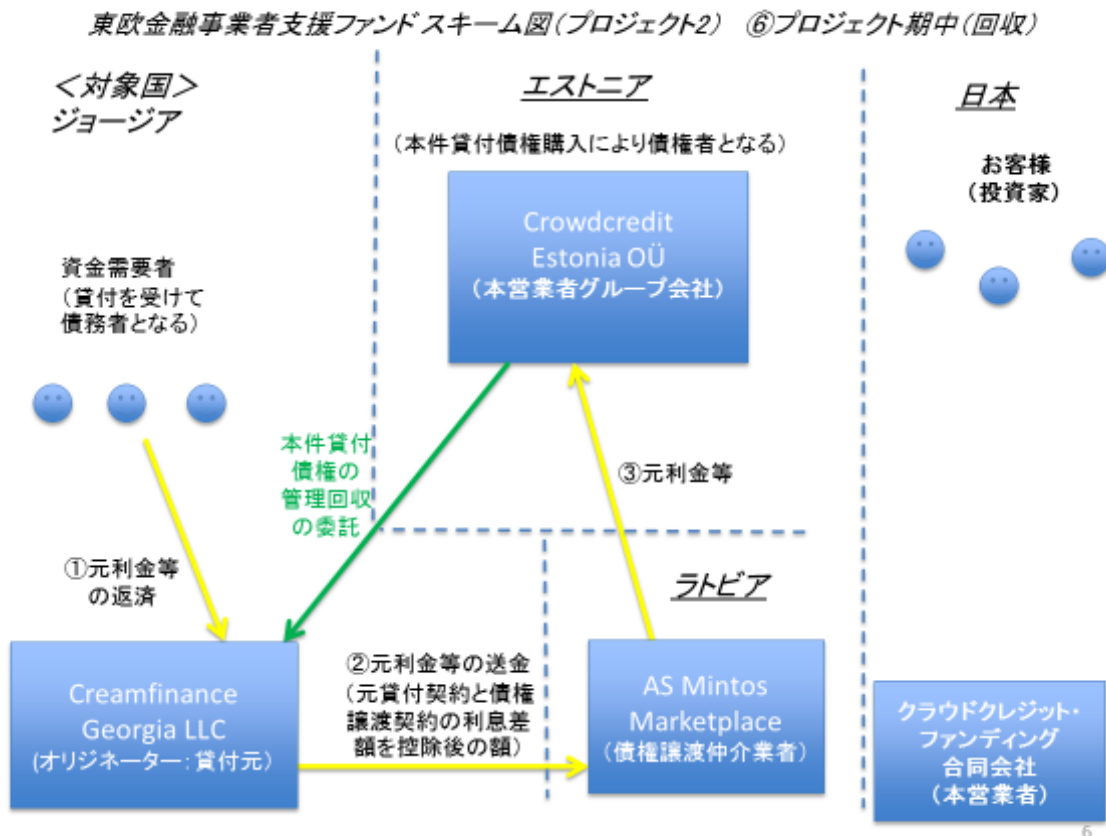 東欧金融事業者支援ファンド スキーム図(プロジェクト2) ⑥プロジェクト期中(回収)
<対象国>
ジョージア
エストニア
日本
(本件貸付債権購入により債権者となる)
お客様
(投資家)
Crowdcredit
Estonia OÜ
(本営業者グループ会社)
資金需要者
(貸付を受けて
債務者となる)
本件貸付
債権の
管理回収
の委託
③元利金等
①元利金等
の返済
ラトビア
Creamfinance
Georgia LLC
(オリジネーター:貸付元)
②元利金等の送金
(元貸付契約と債権
譲渡契約の利息差
額を控除後の額)
AS Mintos
Marketplace
(債権譲渡仲介業者)
クラウドクレジット・
ファンディング
合同会社
(本営業者)
6